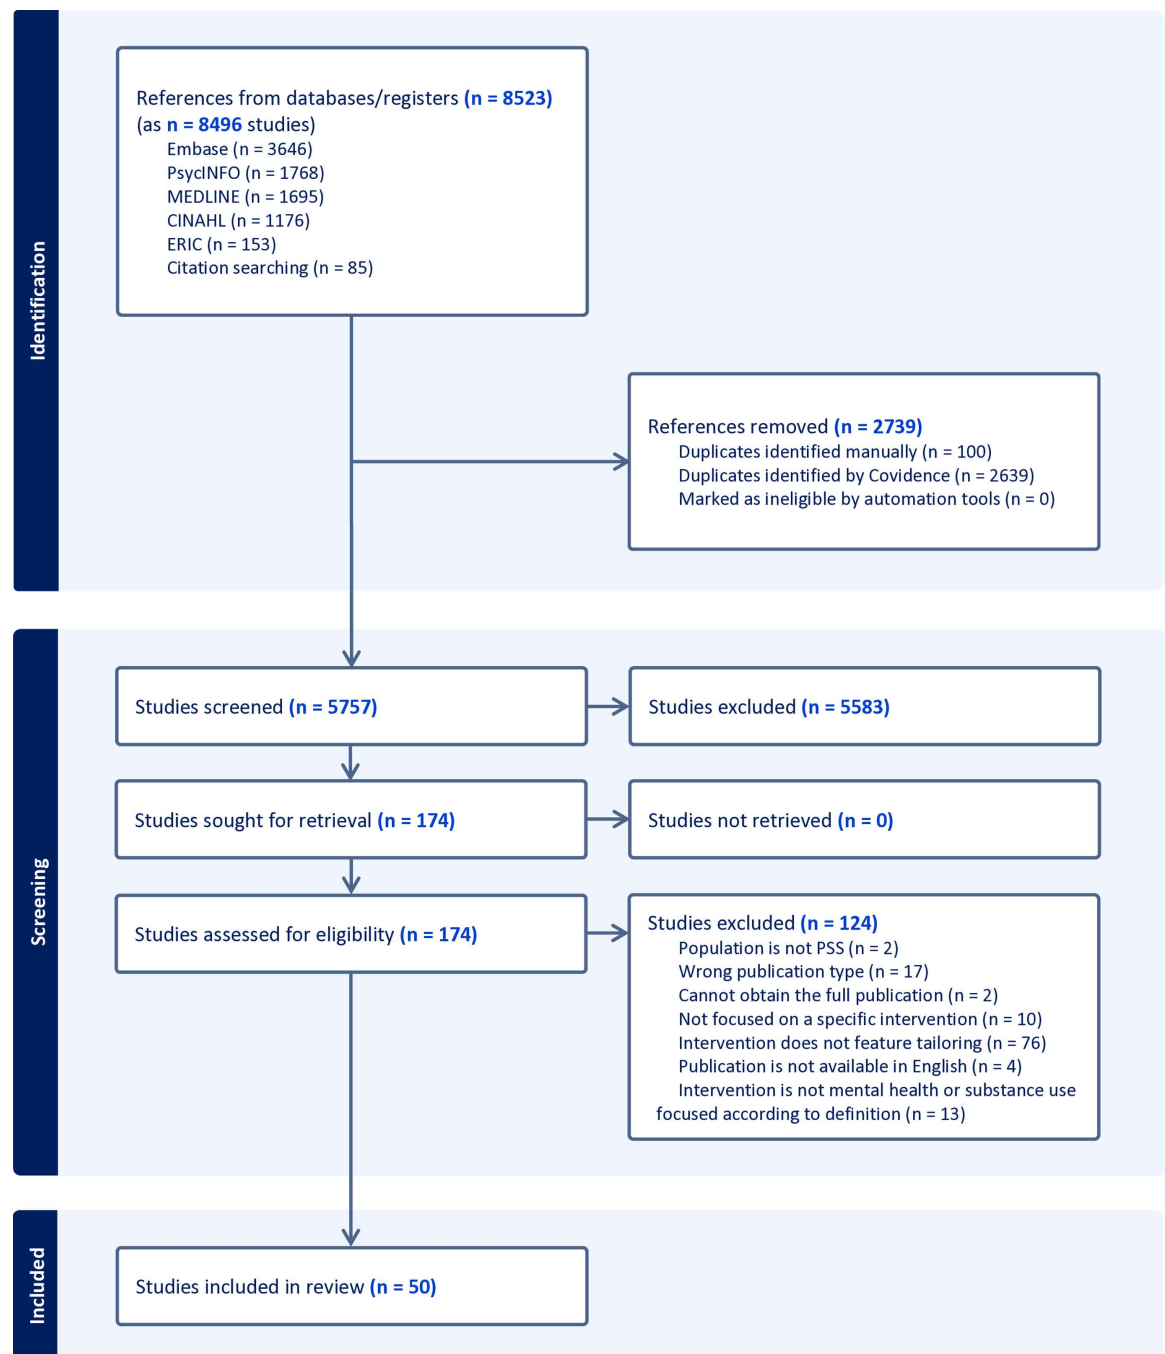 Identification
References from databases/registers (n = 8523)
(as n = 8496 studies)
Embase (n = 3646)
PsycINFO (n = 1768)
MEDLINE (n = 1695)
CINAHL (n = 1176)
ERIC (n = 153)
Citation searching (n = 85)
References removed (n = 2739)
Duplicates identified manually (n = 100)
Duplicates identified by Covidence (n = 2639)
Marked as ineligible by automation tools (n = 0)
Screening
Studies screened (n = 5757)
Studies excluded (n = 5583)
Studies sought for retrieval (n = 174)
Studies not retrieved (n = 0)
Studies assessed for eligibility (n = 174)
Studies excluded (n = 124)
Population is not PSS (n = 2)
Wrong publication type (n = 17)
Cannot obtain the full publication (n = 2)
Not focused on a specific intervention (n = 10)
Intervention does not feature tailoring (n = 76)
Publication is not available in English (n = 4)
Intervention is not mental health or substance use
focused according to definition (n = 13)
Included
Studies included in review (n = 50)